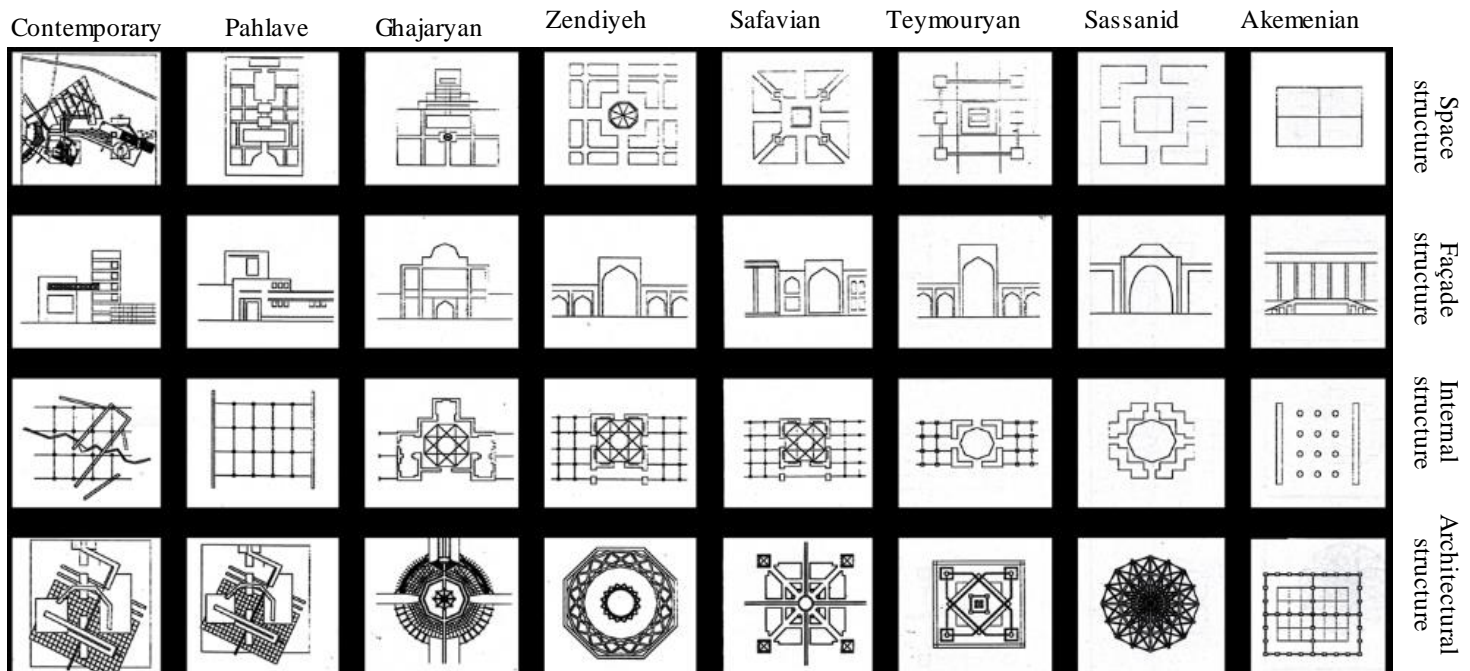 Contemporary Pahlave Ghajaryan Zendiyeh Safavian Teymouryan Sassanid Akemenian
Space
structure
Façade
structure
Internal
structure
Architectural
structure